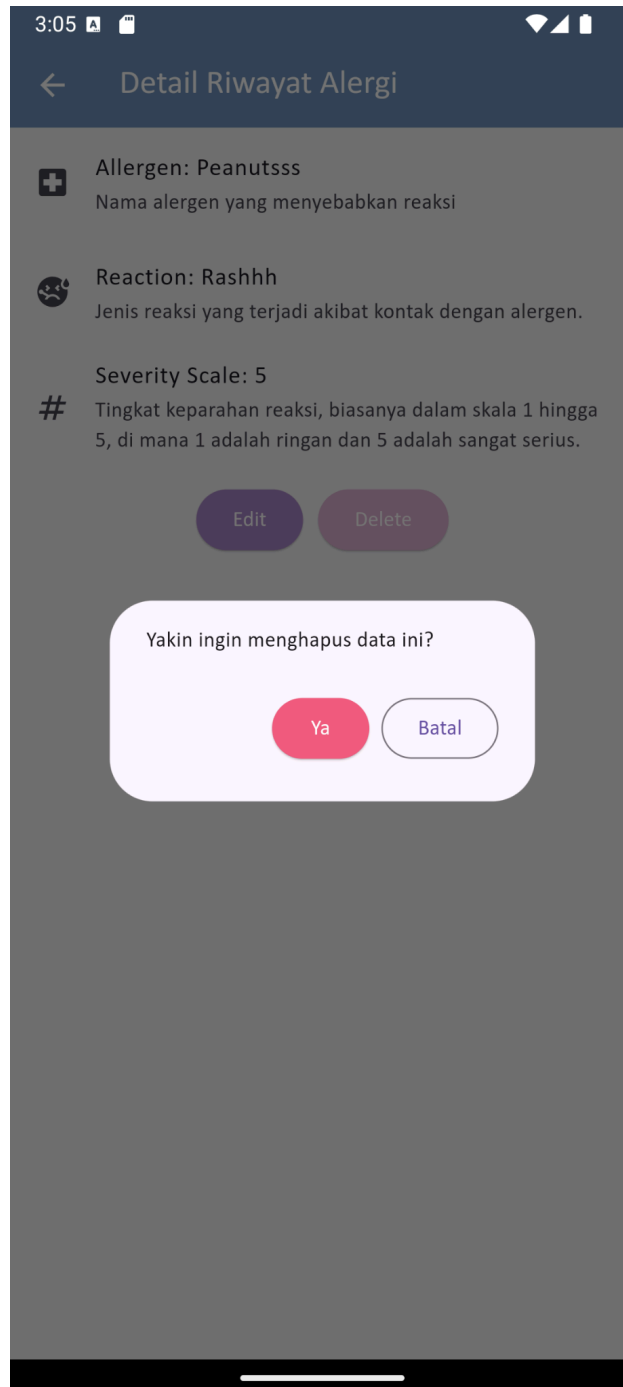 3:05
Detail Riwayat Alergi
Allergen: Peanutsss
Nama alergen yang menyebabkan reaksi
Reaction: Rashhh
Jenis reaksi yang terjadi akibat kontak dengan alergen.
Severity Scale: 5
#
Tingkat keparahan reaksi, biasanya dalam skala 1 hingga
5, di mana 1 adalah ringan dan 5 adalah sangat serius.
Edit Delete
Yakin ingin menghapus data ini?
Ya Batal